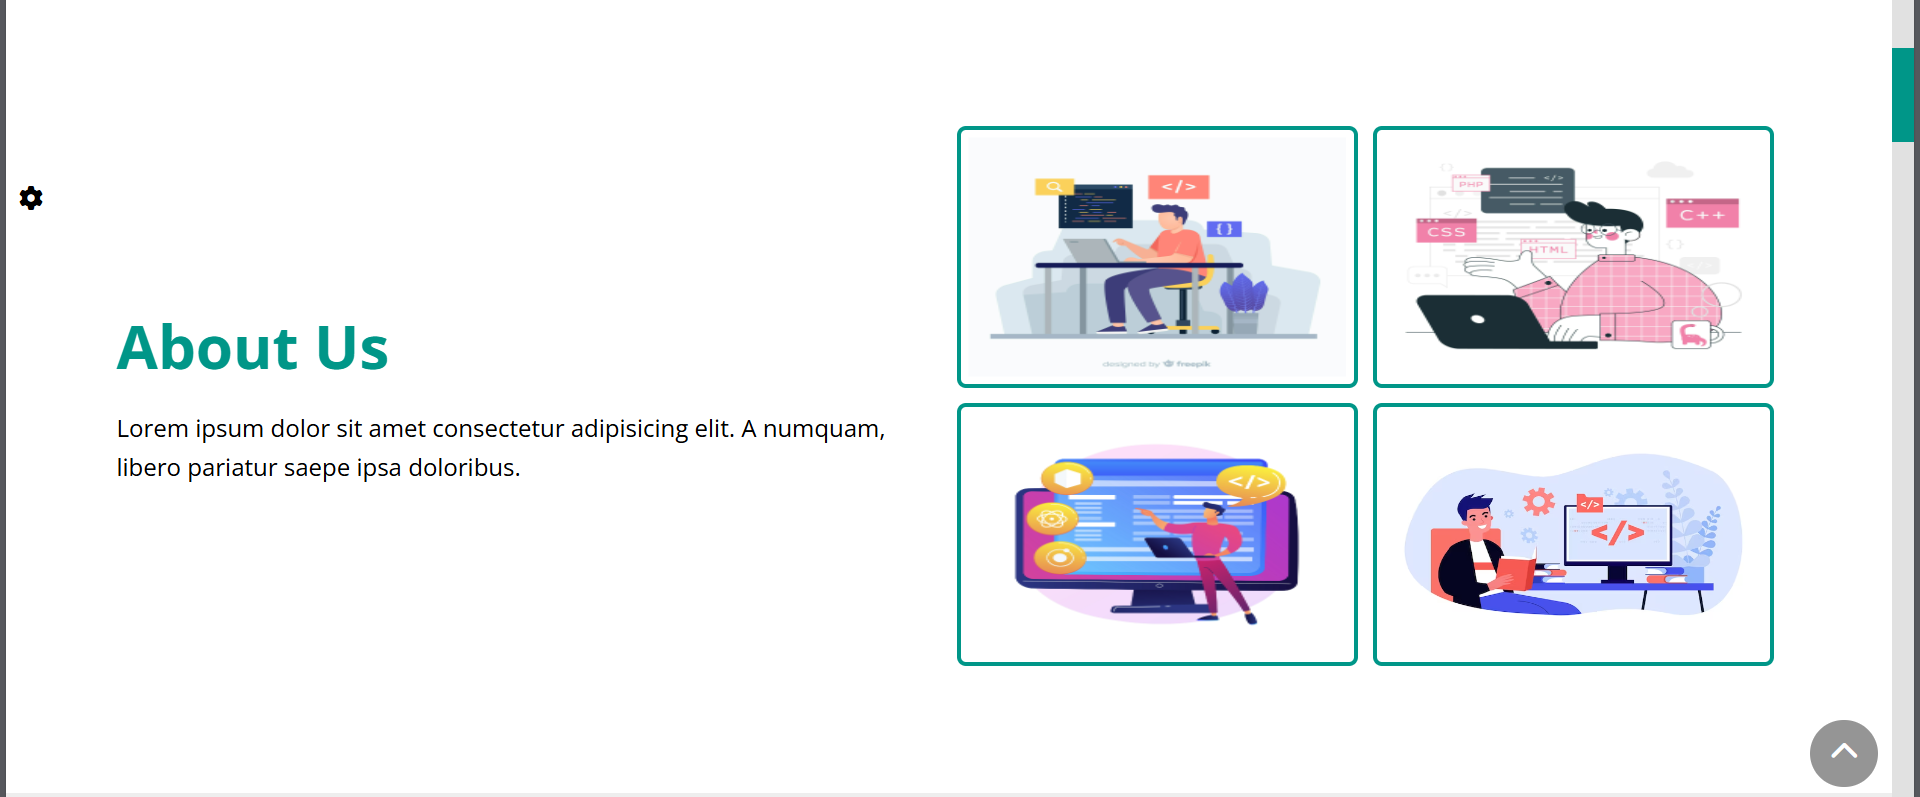 About Us
Lorem ipsum dolor sit amet consectetur adipisicing elit. A numquam,
libero pariatur saepe ipsa doloribus.
</>
{}
designed by freepik
{}
</>
PHP
</>
CSS
HTML
C++
{}
</>
</>
</>